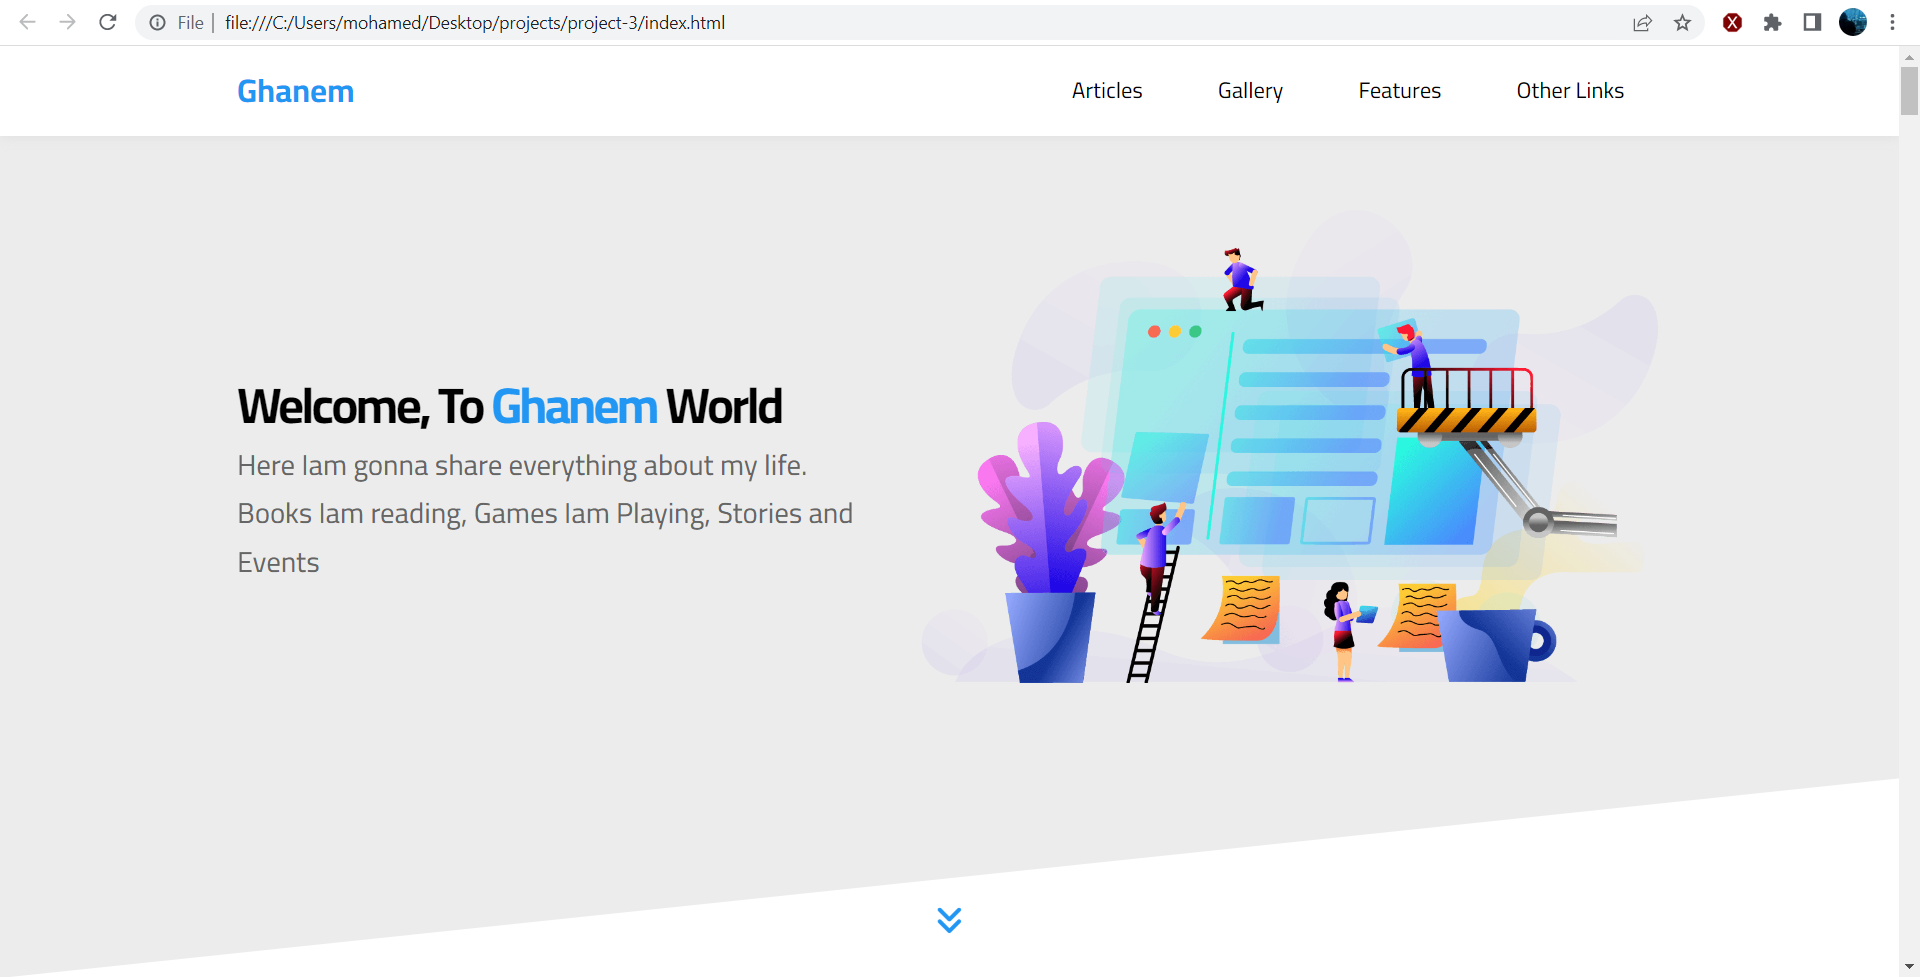 File | file:///C:/Users/mohamed/Desktop/projects/project-3/index.html
Ghanem
Articles
Gallery
Features
Other Links
Welcome, To Ghanem World
Here Iam gonna share everything about my life.
Books Iam reading, Games Iam Playing, Stories and
Events